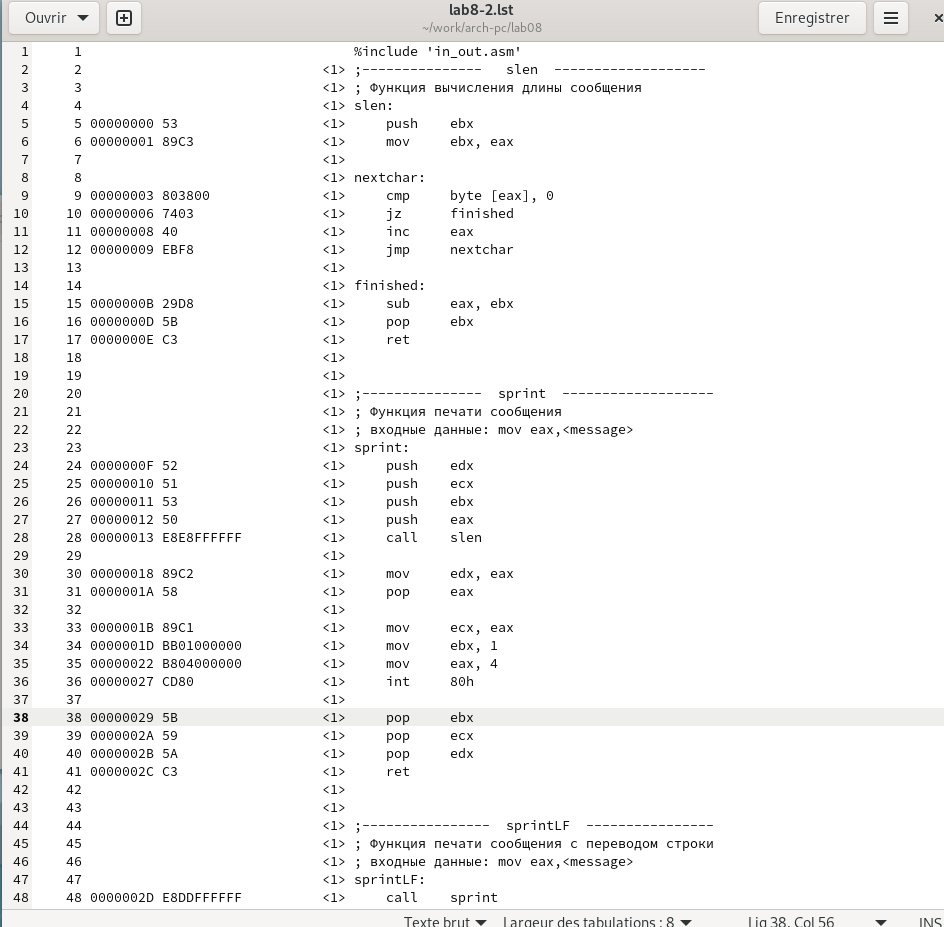 Ouvrir
lab8-2.lst
~/work/arch-pc/lab08
Enregistrer
1 1 %include 'in_out.asm'
2 2 <1> ;--------------- slen -------------------
3 3 <1> ; Функция вычисления длины сообщения
4 4 <1> slen:
5 5 00000000 53 <1> push ebx
6 6 00000001 89C3 <1> mov ebx, eax
7 7 <1>
8 8 <1> nextchar:
9 9 00000003 803800 <1> cmp byte [eax], 0
10 10 00000006 7403 <1> jz finished
11 11 00000008 40 <1> inc eax
12 12 00000009 EBF8 <1> jmp nextchar
13 13 <1>
14 14 <1> finished:
15 15 0000000B 29D8 <1> sub eax, ebx
16 16 0000000D 5B <1> pop ebx
17 17 0000000E C3 <1> ret
18 18 <1>
19 19 <1>
20 20 <1> ;--------------- sprint -------------------
21 21 <1> ; Функция печати сообщения
22 22 <1> ; входные данные: mov eax,<message>
23 23 <1> sprint:
24 24 0000000F 52 <1> push edx
25 25 00000010 51 <1> push ecx
26 26 00000011 53 <1> push ebx
27 27 00000012 50 <1> push eax
28 28 00000013 E8E8FFFFFF <1> call slen
29 29 <1>
30 30 00000018 89C2 <1> mov edx, eax
31 31 0000001A 58 <1> pop eax
32 32 <1>
33 33 0000001B 89C1 <1> mov ecx, eax
34 34 0000001D BB01000000 <1> mov ebx, 1
35 35 00000022 B804000000 <1> mov eax, 4
36 36 00000027 CD80 <1> int 80h
37 37 <1>
38 38 00000029 5B <1> pop ebx
39 39 0000002A 59 <1> pop ecx
40 40 0000002B 5A <1> pop edx
41 41 0000002C C3 <1> ret
42 42 <1>
43 43 <1>
44 44 <1> ;---------------- sprintLF ----------------
45 45 <1> ; Функция печати сообщения с переводом строки
46 46 <1> ; входные данные: mov eax,<message>
47 47 <1> sprintLF:
48 48 0000002D E8DDFFFFFF <1> call sprint
Texte brut Largeur des tabulations : 8 Lig 38, Col 56 INS